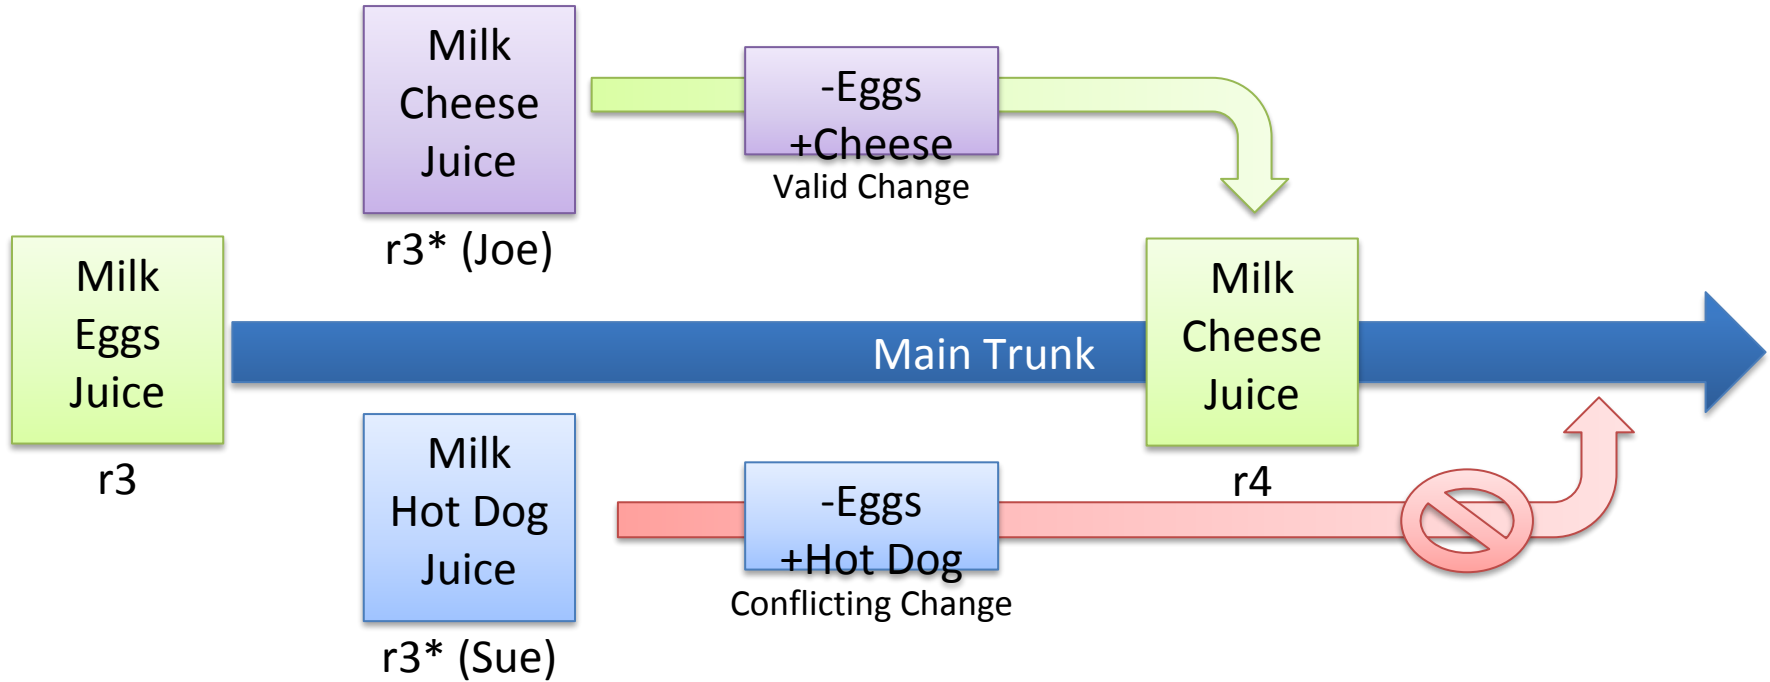 Milk
Cheese
Juice
r3* (Joe)
-Eggs
+Cheese
Valid Change
Milk
Eggs
Juice
r3
Main Trunk
Milk
Cheese
Juice
r4
Milk
Hot Dog
Juice
r3* (Sue)
-Eggs
+Hot Dog
Conflicting Change